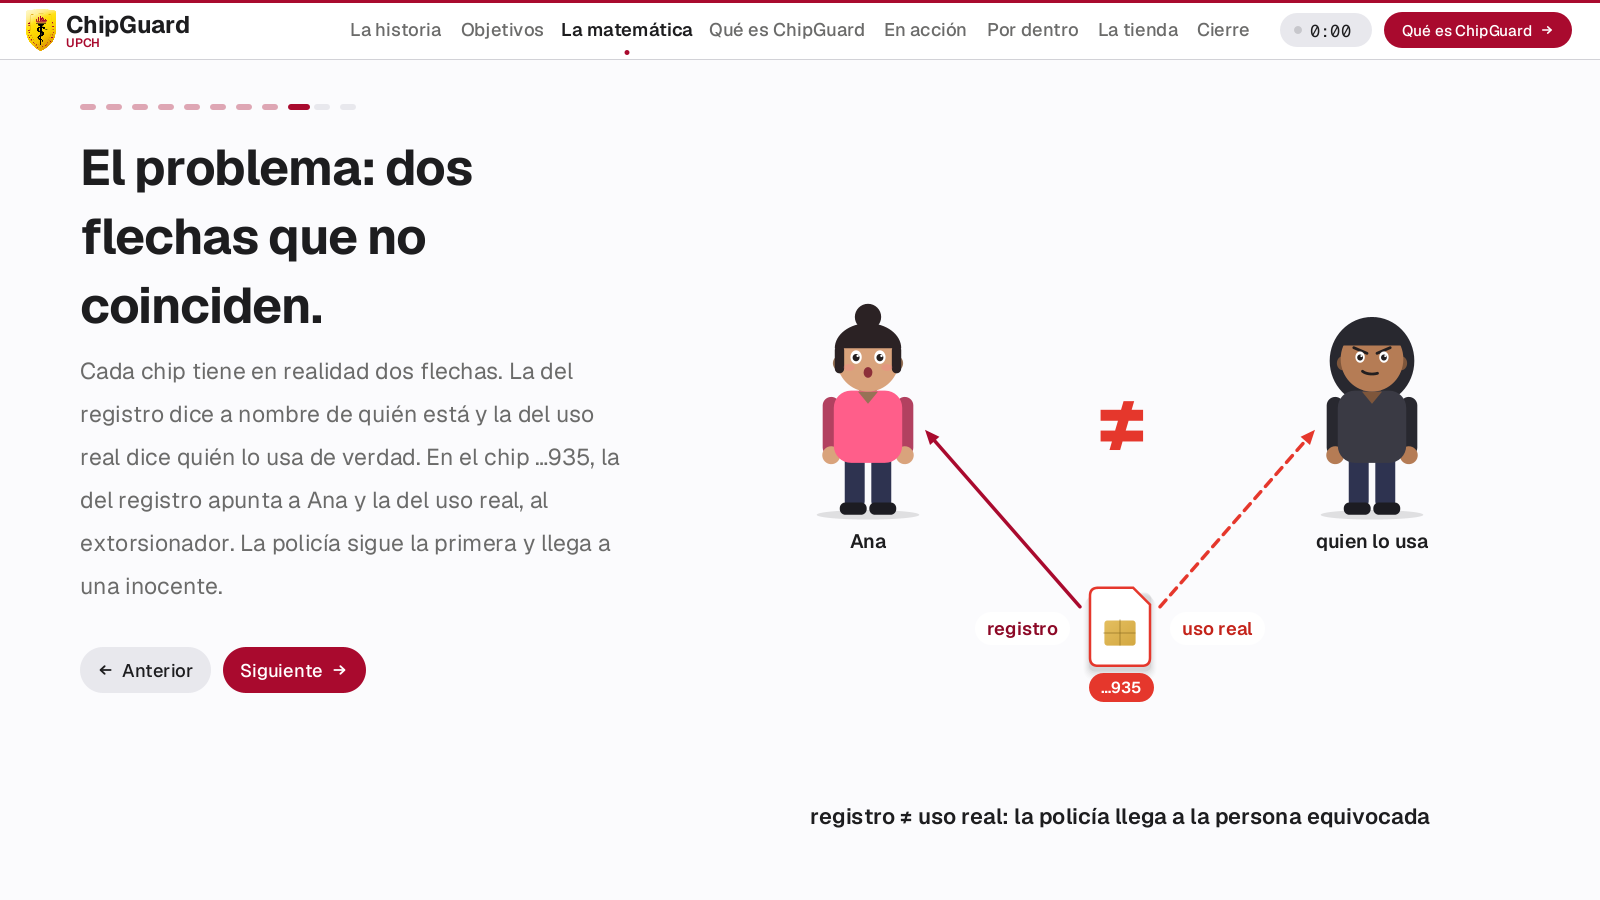 ChipGuard
UPCH
La historia
Objetivos
La matemática
Qué es ChipGuard
En acción
Por dentro
La tienda
Cierre
0:00
Qué es ChipGuard →
El problema: dos
flechas que no
coinciden.
Cada chip tiene en realidad dos flechas. La del
registro dice a nombre de quién está y la del uso
real dice quién lo usa de verdad. En el chip …935, la
del registro apunta a Ana y la del uso real, al
extorsionador. La policía sigue la primera y llega a
una inocente.
← Anterior
Siguiente →
≠
Ana
quien lo usa
registro
uso real
…935
registro ≠ uso real: la policía llega a la persona equivocada